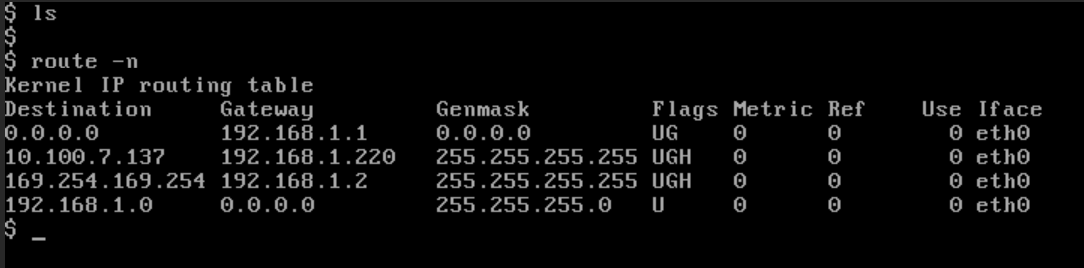 $ ls
$
$ route -n
Kernel IP routing table
Destination     Gateway         Genmask         Flags Metric Ref    Use Iface
0.0.0.0         192.168.1.1     0.0.0.0         UG    0      0        0 eth0
10.100.7.137    192.168.1.220   255.255.255.255 UGH   0      0        0 eth0
169.254.169.254 192.168.1.2     255.255.255.255 UGH   0      0        0 eth0
192.168.1.0     0.0.0.0         255.255.255.0   U     0      0        0 eth0
$ _